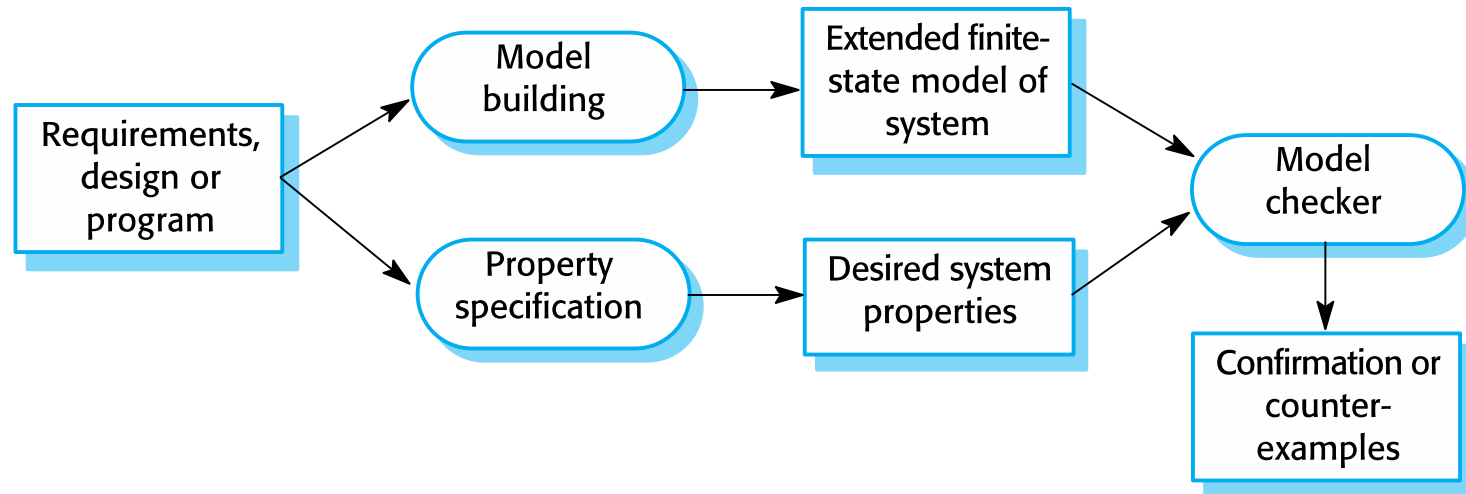 Requirements,
design or
program
Model
building
Extended finite-
state model of
system
Property
specification
Desired system
properties
Model
checker
Confirmation or
counter-
examples